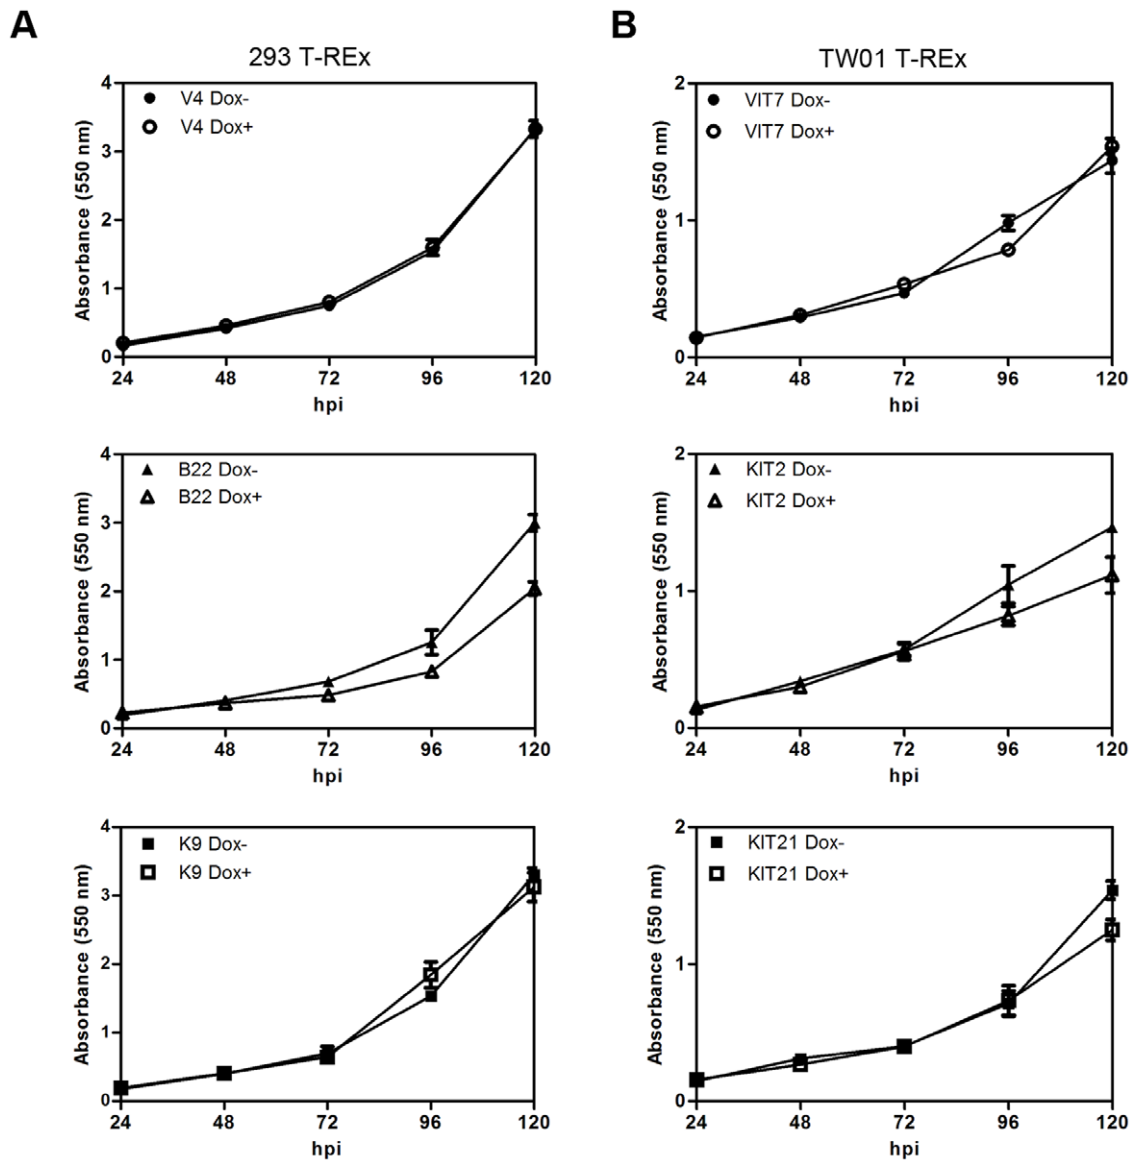 A
B
293 T-REx
TW01 T-REx
V4 Dox-
V4 Dox+
Absorbance (550 nm)
4
3
2
1
0
24 48 72 96 120
hpi
VIT7 Dox-
VIT7 Dox+
Absorbance (550 nm)
2
1
0
24 48 72 96 120
hpi
B22 Dox-
B22 Dox+
Absorbance (550 nm)
4
3
2
1
0
24 48 72 96 120
hpi
KIT2 Dox-
KIT2 Dox+
Absorbance (550 nm)
2
1
0
24 48 72 96 120
hpi
K9 Dox-
K9 Dox+
Absorbance (550 nm)
4
3
2
1
0
24 48 72 96 120
hpi
KIT21 Dox-
KIT21 Dox+
Absorbance (550 nm)
2
1
0
24 48 72 96 120
hpi